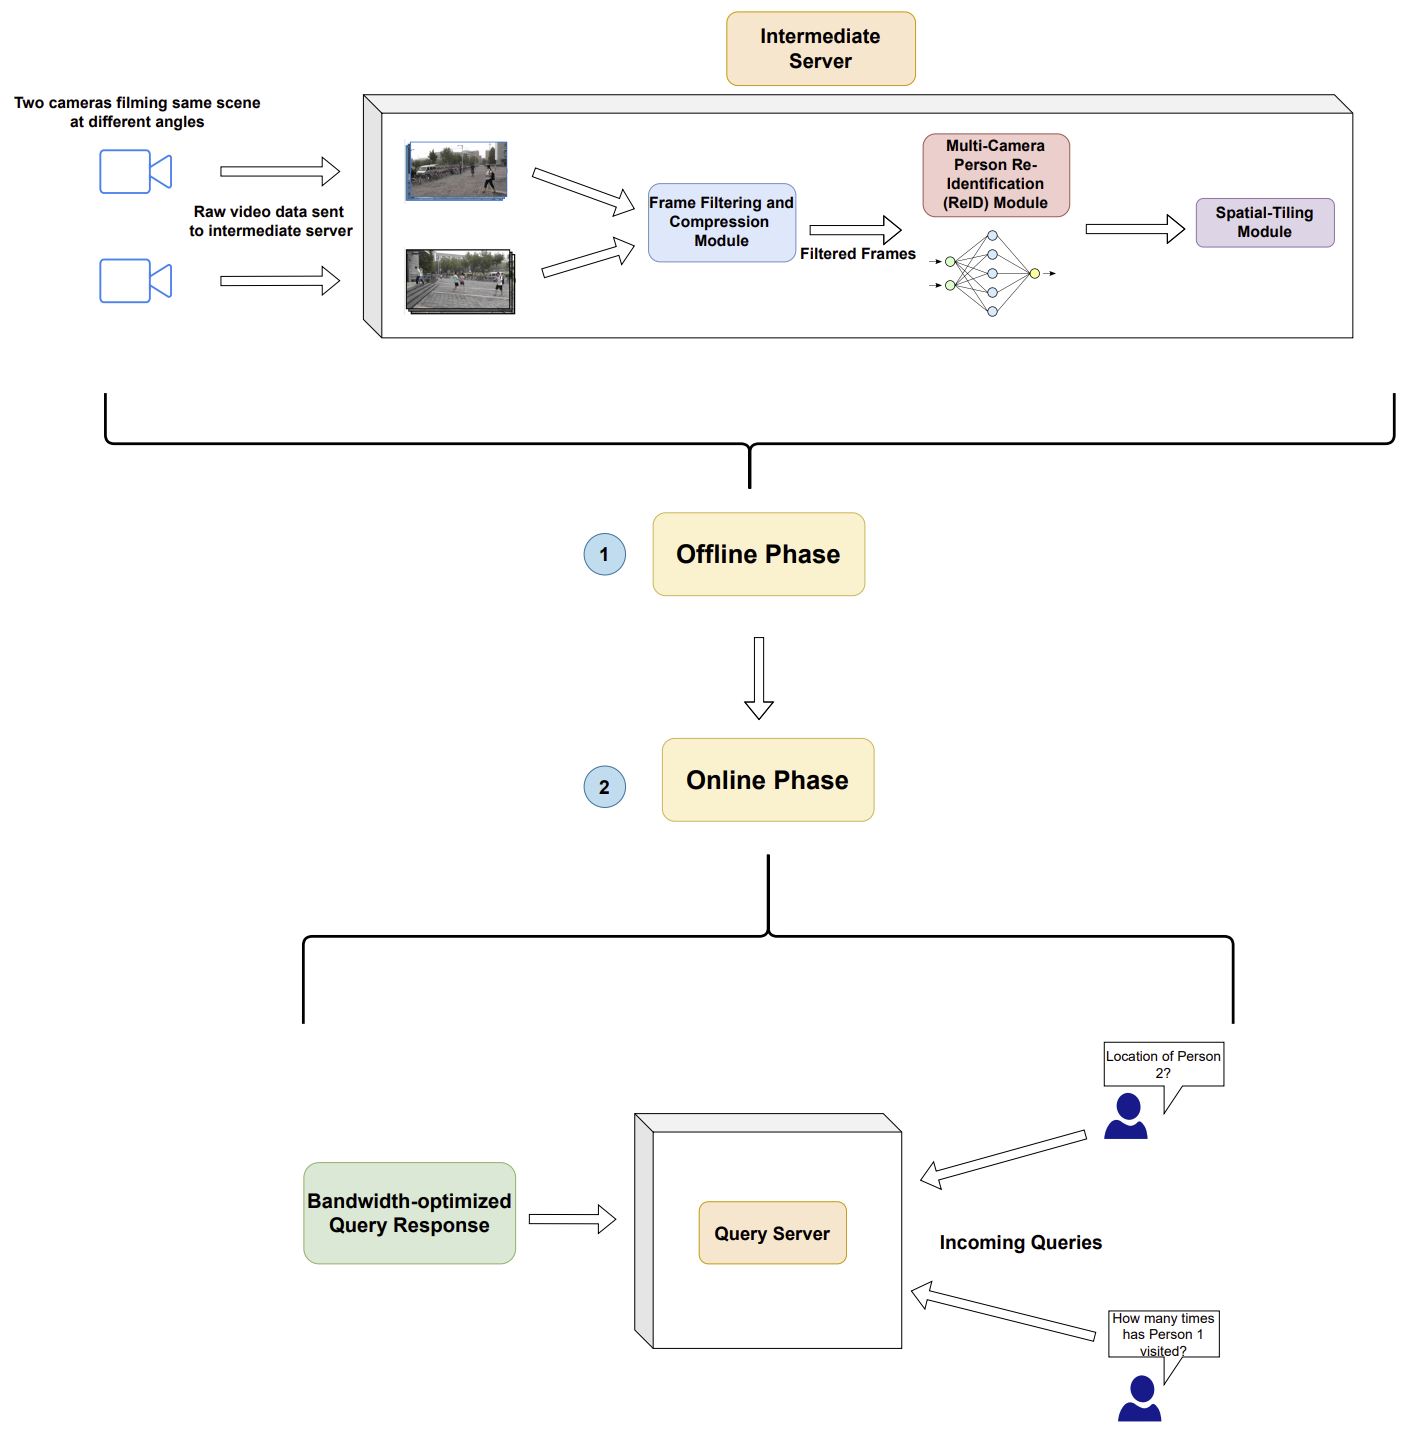 Intermediate
Server
Two cameras filming same scene
at different angles
Raw video data sent
to intermediate server
Frame Filtering and
Compression
Module
Filtered Frames
Multi-Camera
Person Re-
Identification
(ReID) Module
Spatial-Tiling
Module
1
Offline Phase
2
Online Phase
Location of Person
2?
Bandwidth-optimized
Query Response
Query Server
Incoming Queries
How many times
has Person 1
visited?